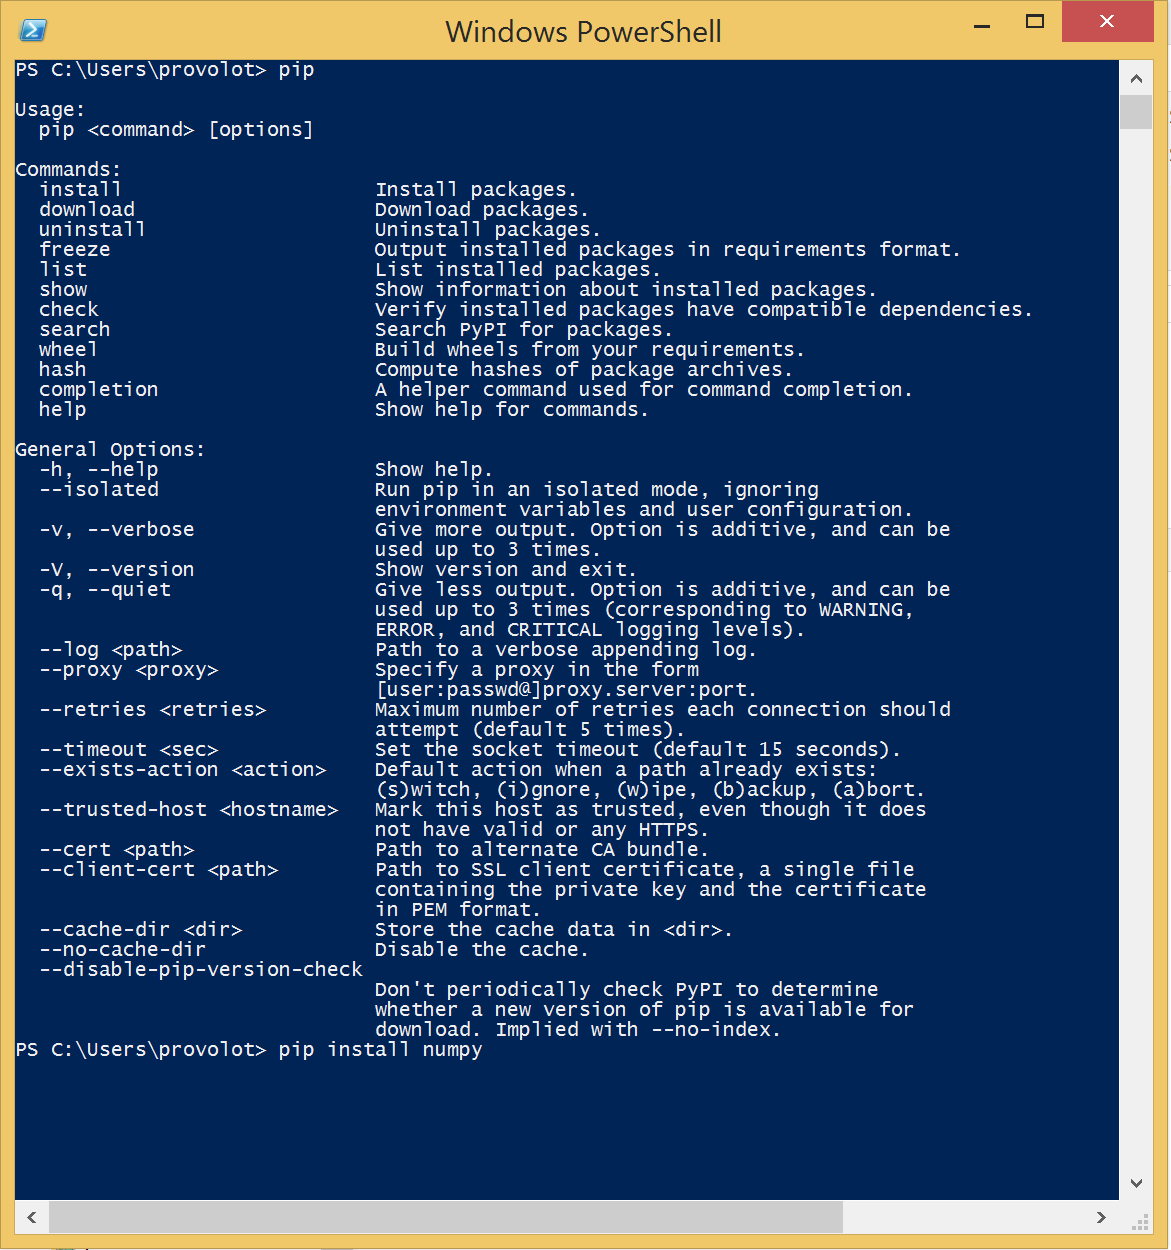 Windows PowerShell
PS C:\Users\provolot> pip
Usage:
pip <command> [options]
Commands:
install Install packages.
download Download packages.
uninstall Uninstall packages.
freeze Output installed packages in requirements format.
list List installed packages.
show Show information about installed packages.
check Verify installed packages have compatible dependencies.
search Search PyPI for packages.
wheel Build wheels from your requirements.
hash Compute hashes of package archives.
completion A helper command used for command completion.
help Show help for commands.
General Options:
-h, --help Show help.
--isolated Run pip in an isolated mode, ignoring
environment variables and user configuration.
-v, --verbose Give more output. Option is additive, and can be
used up to 3 times.
-V, --version Show version and exit.
-q, --quiet Give less output. Option is additive, and can be
used up to 3 times (corresponding to WARNING,
ERROR, and CRITICAL logging levels).
--log <path> Path to a verbose appending log.
--proxy <proxy> Specify a proxy in the form
[user:passwd@]proxy.server:port.
--retries <retries> Maximum number of retries each connection should
attempt (default 5 times).
--timeout <sec> Set the socket timeout (default 15 seconds).
--exists-action <action> Default action when a path already exists:
(s)witch, (i)gnore, (w)ipe, (b)ackup, (a)bort.
--trusted-host <hostname> Mark this host as trusted, even though it does
not have valid or any HTTPS.
--cert <path> Path to alternate CA bundle.
--client-cert <path> Path to SSL client certificate, a single file
containing the private key and the certificate
in PEM format.
--cache-dir <dir> Store the cache data in <dir>.
--no-cache-dir Disable the cache.
--disable-pip-version-check
Don't periodically check PyPI to determine
whether a new version of pip is available for
download. Implied with --no-index.
PS C:\Users\provolot> pip install numpy